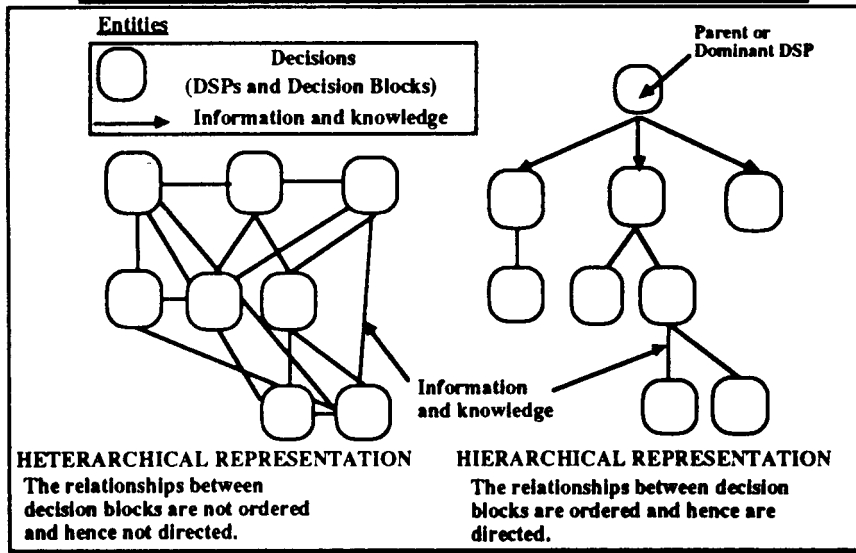 Entities
Decisions
(DSPs and Decision Blocks)
Information and knowledge
Parent or
Dominant DSP
Information
and knowledge
HETERARCHICAL REPRESENTATION
The relationships between
decision blocks are not ordered
and hence not directed.
HIERARCHICAL REPRESENTATION
The relationships between decision
blocks are ordered and hence are
directed.